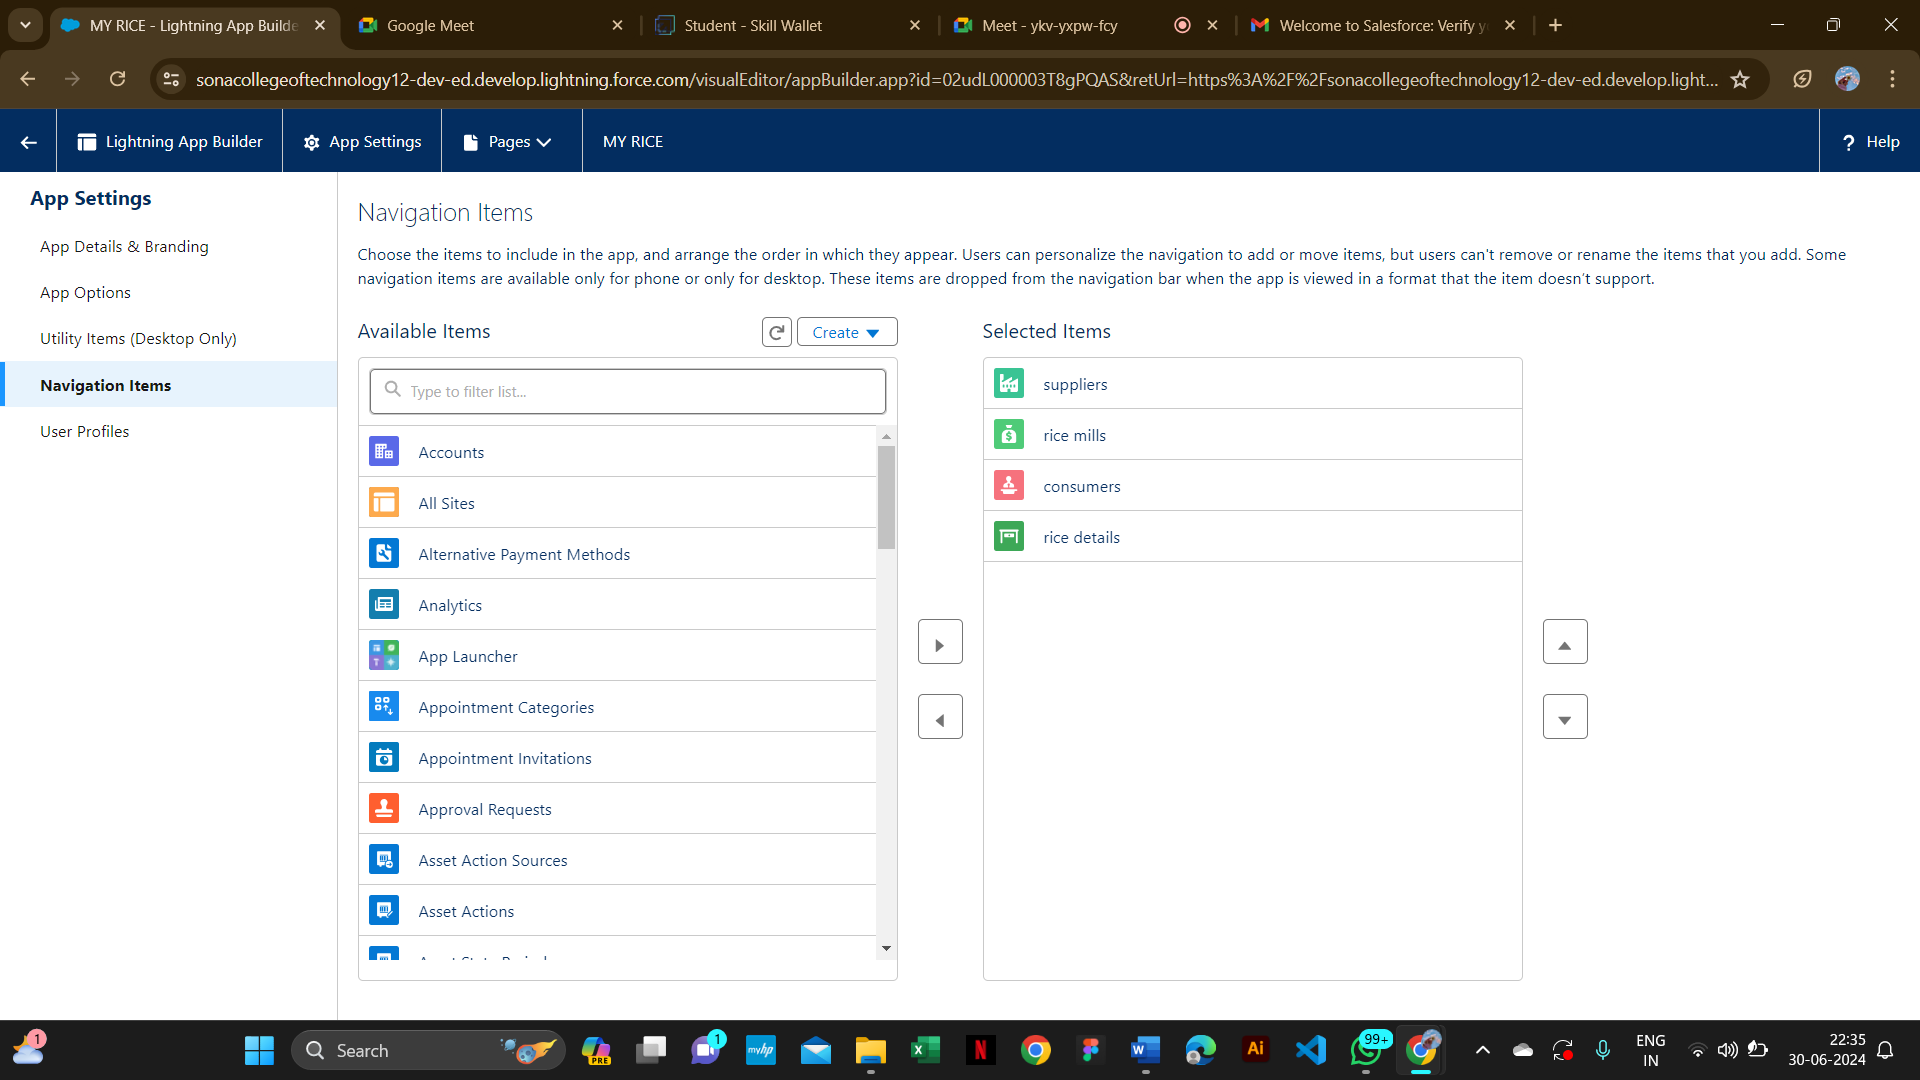 MY RICE - Lightning App Builde
Google Meet
Student - Skill Wallet
Meet - ykv-yxpw-fcy
Welcome to Salesforce: Verify y
sonacollegeoftechnology12-dev-ed.develop.lightning.force.com/visualEditor/appBuilder.app?id=02udL000003T8gPQAS&retUrl=https%3A%2F%2Fsonacollegeoftechnology12-dev-ed.develop.light...
Lightning App Builder
App Settings
Pages
MY RICE
? Help
App Settings
App Details & Branding
App Options
Utility Items (Desktop Only)
Navigation Items
User Profiles
Navigation Items
Choose the items to include in the app, and arrange the order in which they appear. Users can personalize the navigation to add or move items, but users can't remove or rename the items that you add. Some
navigation items are available only for phone or only for desktop. These items are dropped from the navigation bar when the app is viewed in a format that the item doesn't support.
Available Items
Create
Type to filter list...
Accounts
All Sites
Alternative Payment Methods
Analytics
App Launcher
Appointment Categories
Appointment Invitations
Approval Requests
Asset Action Sources
Asset Actions
Selected Items
suppliers
rice mills
consumers
rice details
1
Search
PRE
1
myhp
N
Ai
99+
ENG
IN
22:35
30-06-2024